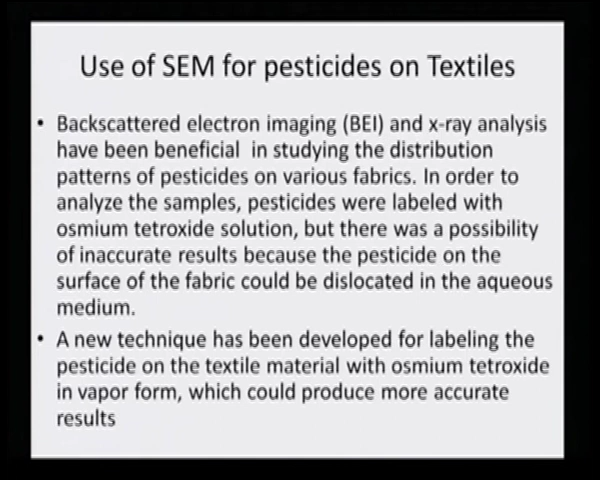 Use of SEM for pesticides on Textiles
• Backscattered electron imaging (BEI) and x-ray analysis
have been beneficial in studying the distribution
patterns of pesticides on various fabrics. In order to
analyze the samples, pesticides were labeled with
osmium tetroxide solution, but there was a possibility
of inaccurate results because the pesticide on the
surface of the fabric could be dislocated in the aqueous
medium.
• A new technique has been developed for labeling the
pesticide on the textile material with osmium tetroxide
in vapor form, which could produce more accurate
results